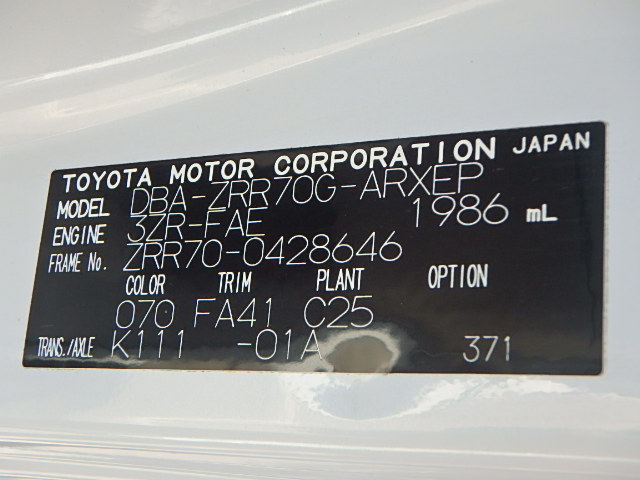 TOYOTA MOTOR CORPORATION JAPAN
MODEL DBA-ZRR70G-ARXEP
ENGINE 3ZR-FAE 1986 mL
FRAME No. ZRR70-0428646
COLOR TRIM PLANT OPTION
070 FA41 C25
TRANS./AXLE K111 -01A 371